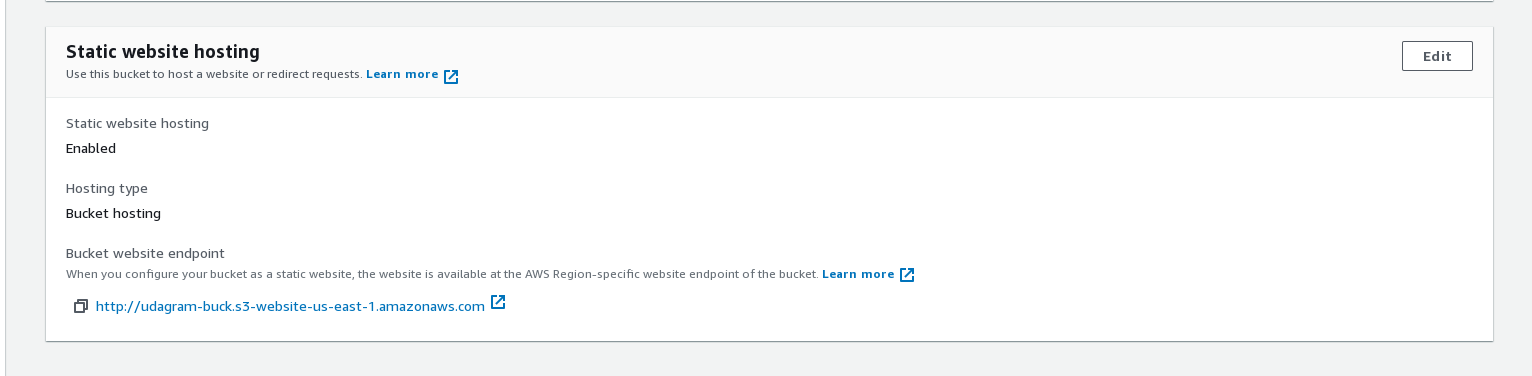 Static website hosting
Edit
Use this bucket to host a website or redirect requests. Learn more
Static website hosting
Enabled
Hosting type
Bucket hosting
Bucket website endpoint
When you configure your bucket as a static website, the website is available at the AWS Region-specific website endpoint of the bucket. Learn more
http://udagram-buck.s3-website-us-east-1.amazonaws.com